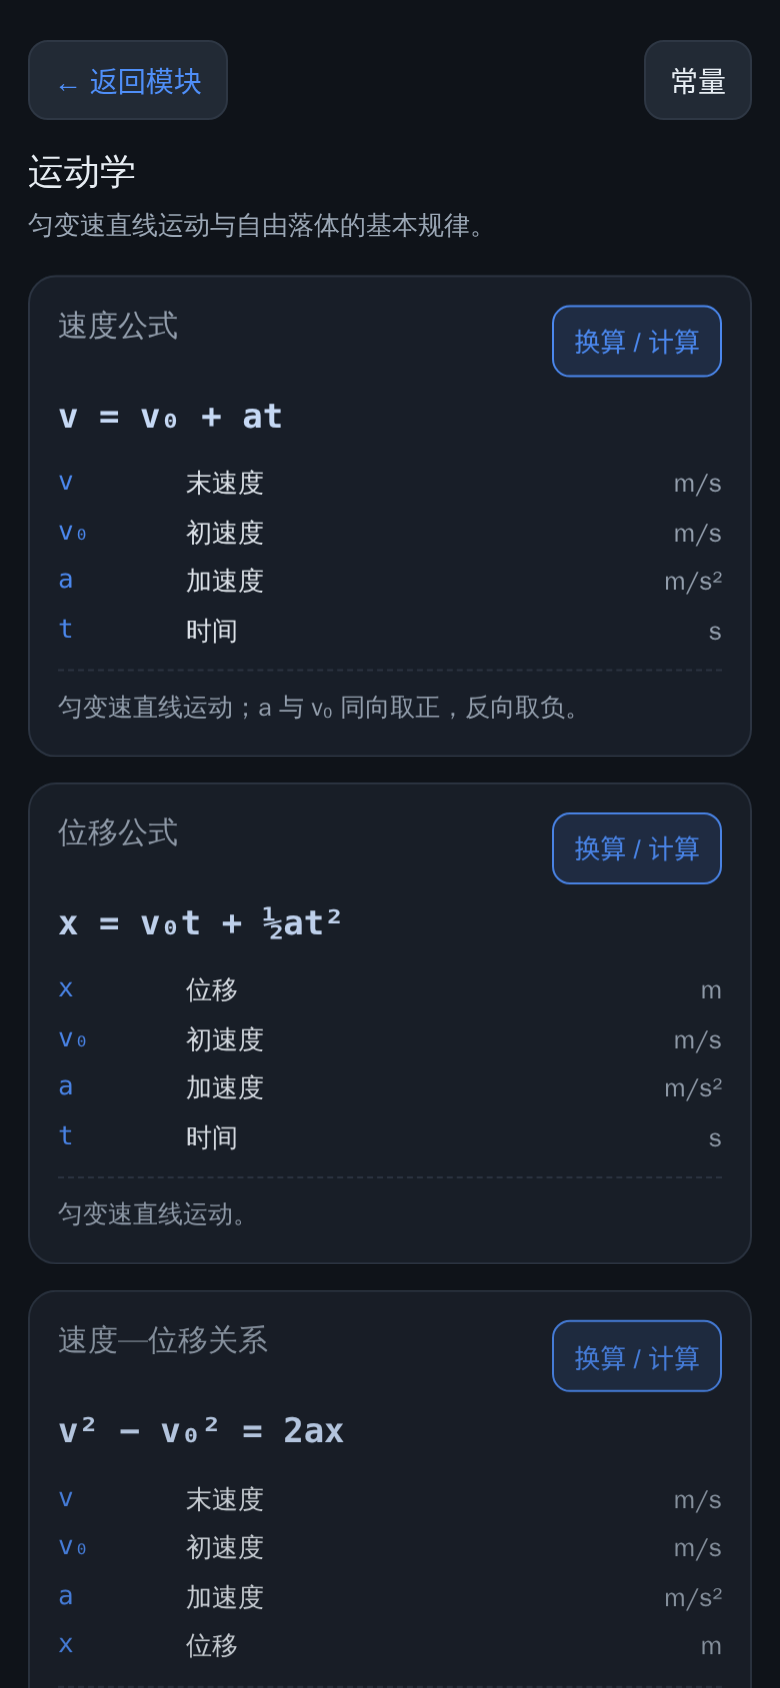 ← 返回模块
常量
运动学
匀变速直线运动与自由落体的基本规律。
速度公式
换算 / 计算
v = v₀ + at
v 末速度 m/s
v₀ 初速度 m/s
a 加速度 m/s²
t 时间 s
匀变速直线运动；a 与 v₀ 同向取正，反向取负。
位移公式
换算 / 计算
x = v₀t + ½at²
x 位移 m
v₀ 初速度 m/s
a 加速度 m/s²
t 时间 s
匀变速直线运动。
速度—位移关系
换算 / 计算
v² − v₀² = 2ax
v 末速度 m/s
v₀ 初速度 m/s
a 加速度 m/s²
x 位移 m